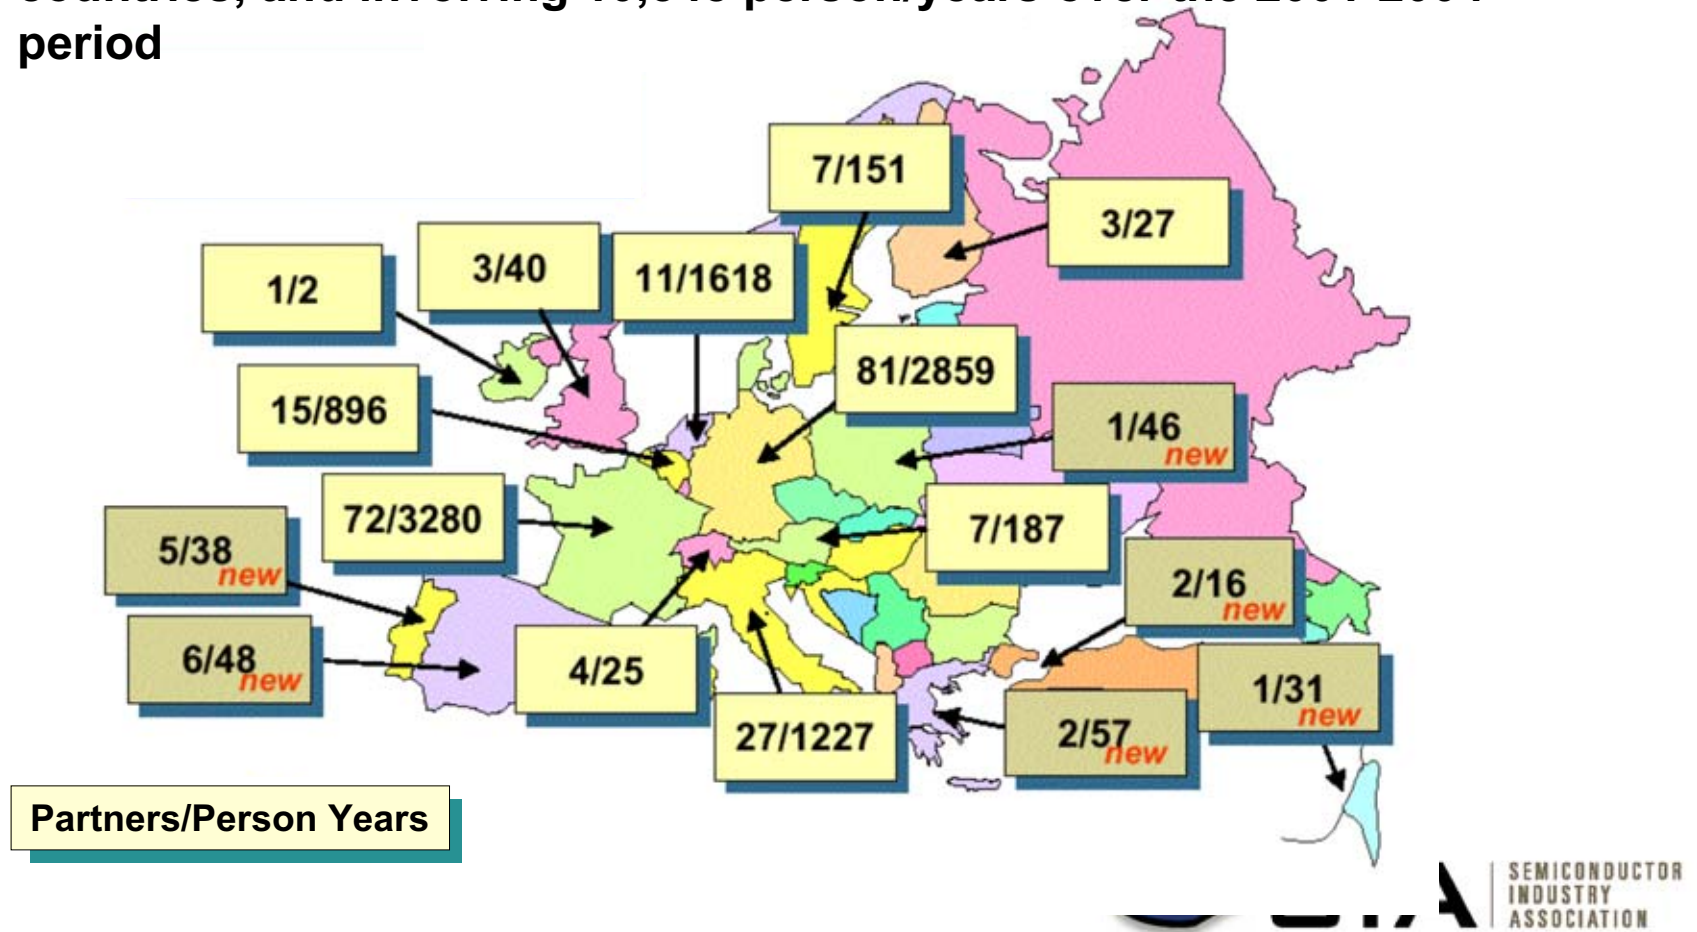 period
7/151
3/27
1/2
3/40
11/1618
81/2859
15/896
1/46
new
72/3280
7/187
5/38
new
2/16
new
6/48
new
4/25
1/31
new
27/1227
2/57
new
Partners/Person Years
SEMICONDUCTOR
INDUSTRY
ASSOCIATION